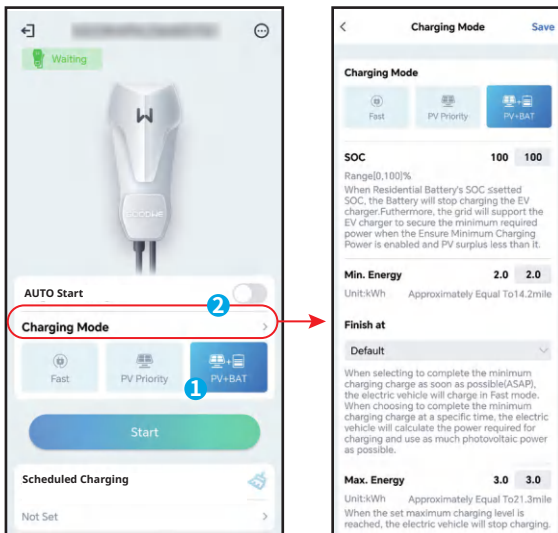 Waiting
GOODWE
AUTO Start
2
Charging Mode
Fast
PV Priority
PV+BAT
1
Start
Scheduled Charging
Not Set
Charging Mode
Save
Charging Mode
Fast
PV Priority
PV+BAT
SOC 100 100
Range[0,100]%
When Residential Battery's SOC ≤setted
SOC, the Battery will stop charging the EV
charger.Futhermore, the grid will support the
EV charger to secure the minimum required
power when the Ensure Minimum Charging
Power is enabled and PV surplus less than it.
Min. Energy 2.0 2.0
Unit:kWh Approximately Equal To14.2mile
Finish at
Default
When selecting to complete the minimum
charging charge as soon as possible(ASAP),
the electric vehicle will charge in Fast mode.
When choosing to complete the minimum
charging charge at a specific time, the electric
vehicle will calculate the power required for
charging and use as much photovoltaic power
as possible.
Max. Energy 3.0 3.0
Unit:kWh Approximately Equal To21.3mile
When the set maximum charging level is
reached, the electric vehicle will stop charging.